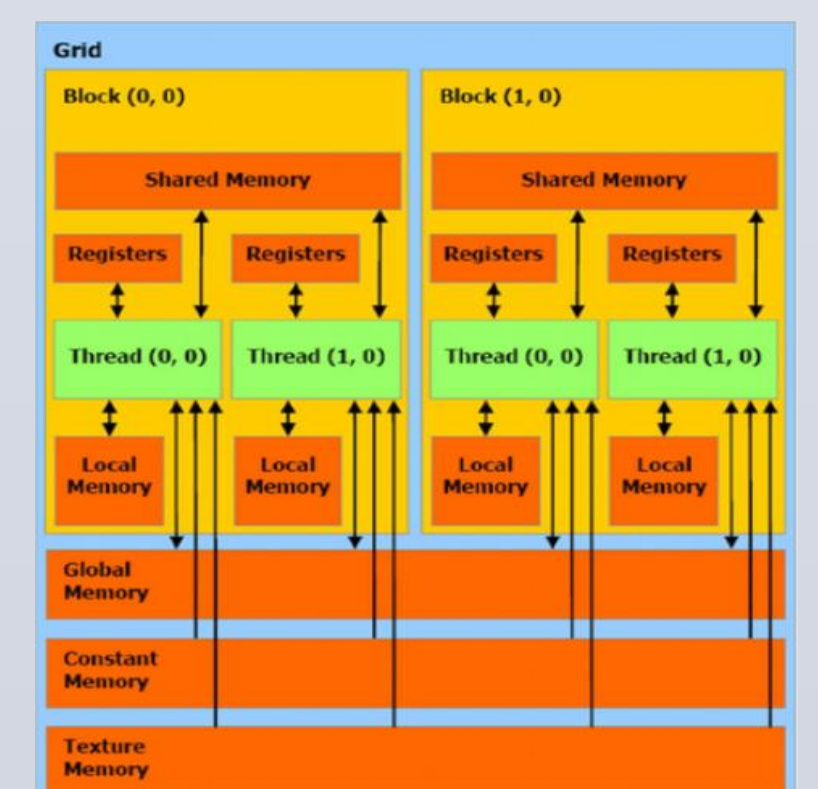 Grid
Block (0, 0)
Block (1, 0)
Shared Memory
Shared Memory
Registers
Registers
Registers
Registers
Thread (0, 0)
Thread (1, 0)
Thread (0, 0)
Thread (1, 0)
Local
Memory
Local
Memory
Local
Memory
Local
Memory
Global
Memory
Constant
Memory
Texture
Memory